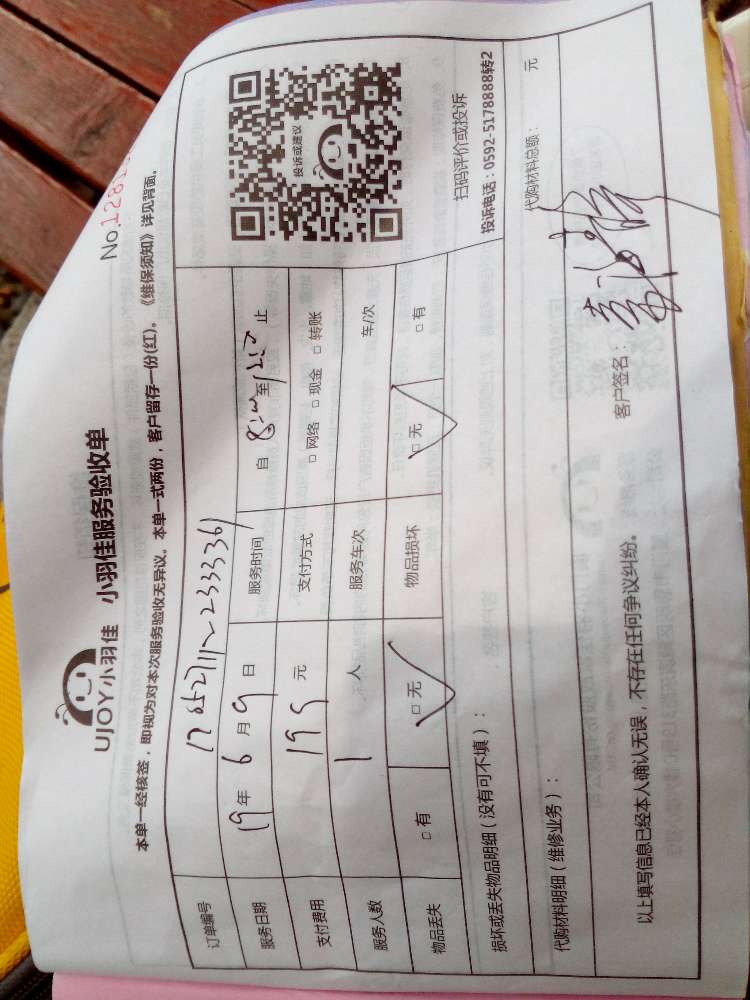 UJOY小羽佳 小羽佳服务验收单
No.1281
本单一经核签，即视为对本次服务验收无异议。本单一式两份，客户留存一份(红)。《维保须知》详见背面。
订单编号
服务日期 19年 6月 9日 服务时间 自 8:00 至 12:00 止
支付费用 195 元 支付方式 □网络 □现金 □转账
服务人数 1 人 服务车次 车/次
物品丢失 □有 □无 物品损坏 □无 □有
投诉或建议
扫码评价或投诉
投诉电话：0592-5178888转2
损坏或丢失物品明细（没有可不填）：
代购材料明细（维修业务）： 代购材料总额： 元
以上填写信息已经本人确认无误，不存在任何争议纠纷。 客户签名：